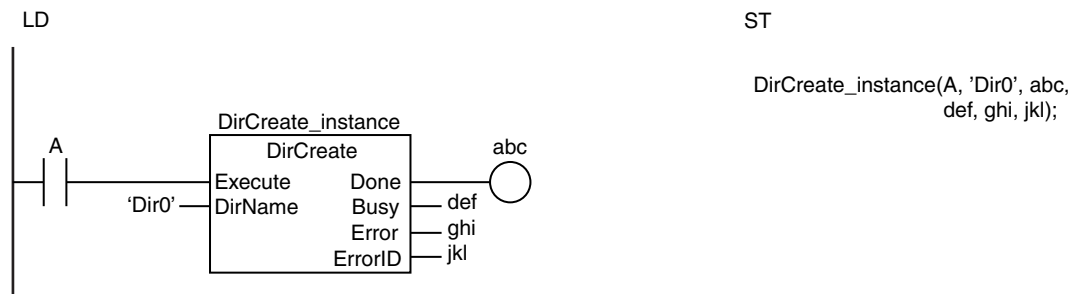 LD
ST
DirCreate_instance(A, 'Dir0', abc,
def, ghi, jkl);
DirCreate_instance
A
DirCreate
abc
Execute Done
'Dir0' DirName Busy def
Error ghi
ErrorID jkl